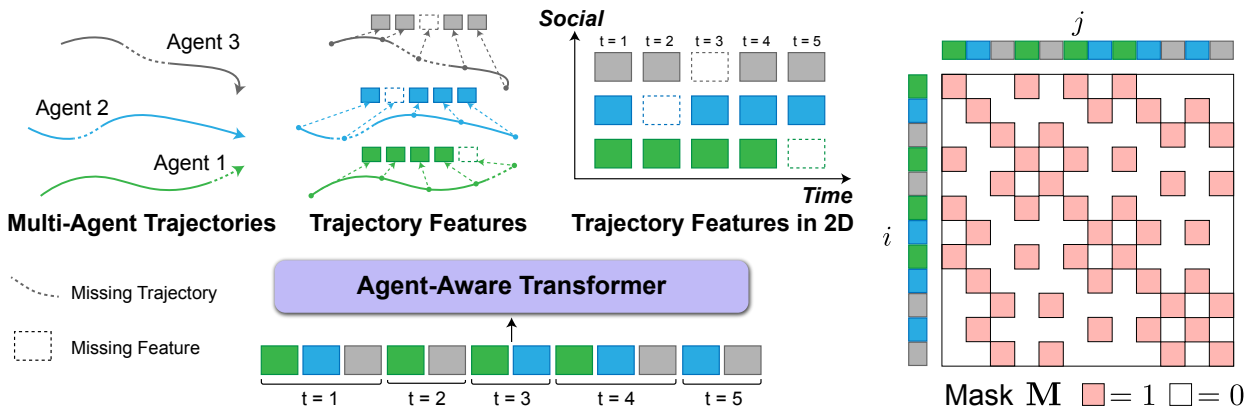 Agent 3
Agent 2
Agent 1
Multi-Agent Trajectories
Trajectory Features
Social
t = 1 t = 2 t = 3 t = 4 t = 5
Time
Trajectory Features in 2D
Missing Trajectory
Missing Feature
Agent-Aware Transformer
t = 1 t = 2 t = 3 t = 4 t = 5
j
i
Mask M = 1 = 0